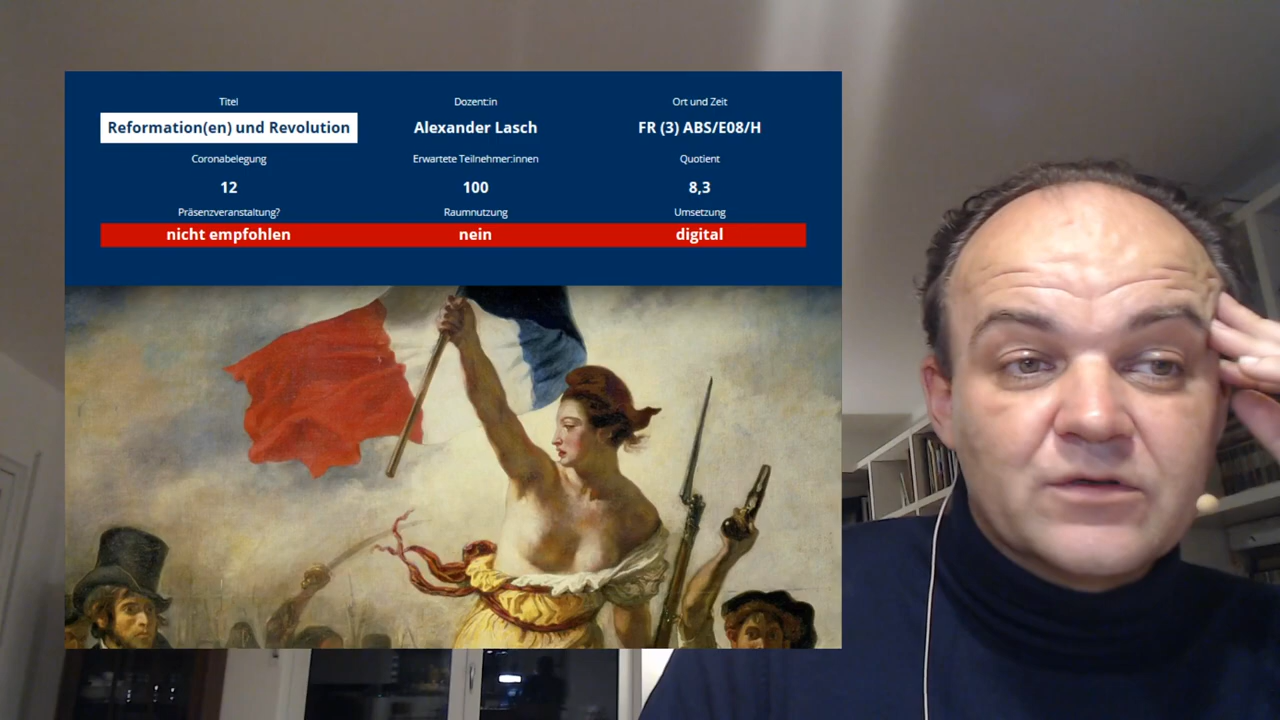 Titel Dozent:in Ort und Zeit
Reformation(en) und Revolution Alexander Lasch FR (3) ABS/E08/H
Coronabelegung Erwartete Teilnehmer:innen Quotient
12 100 8,3
Präsenzveranstaltung? Raumnutzung Umsetzung
nicht empfohlen nein digital